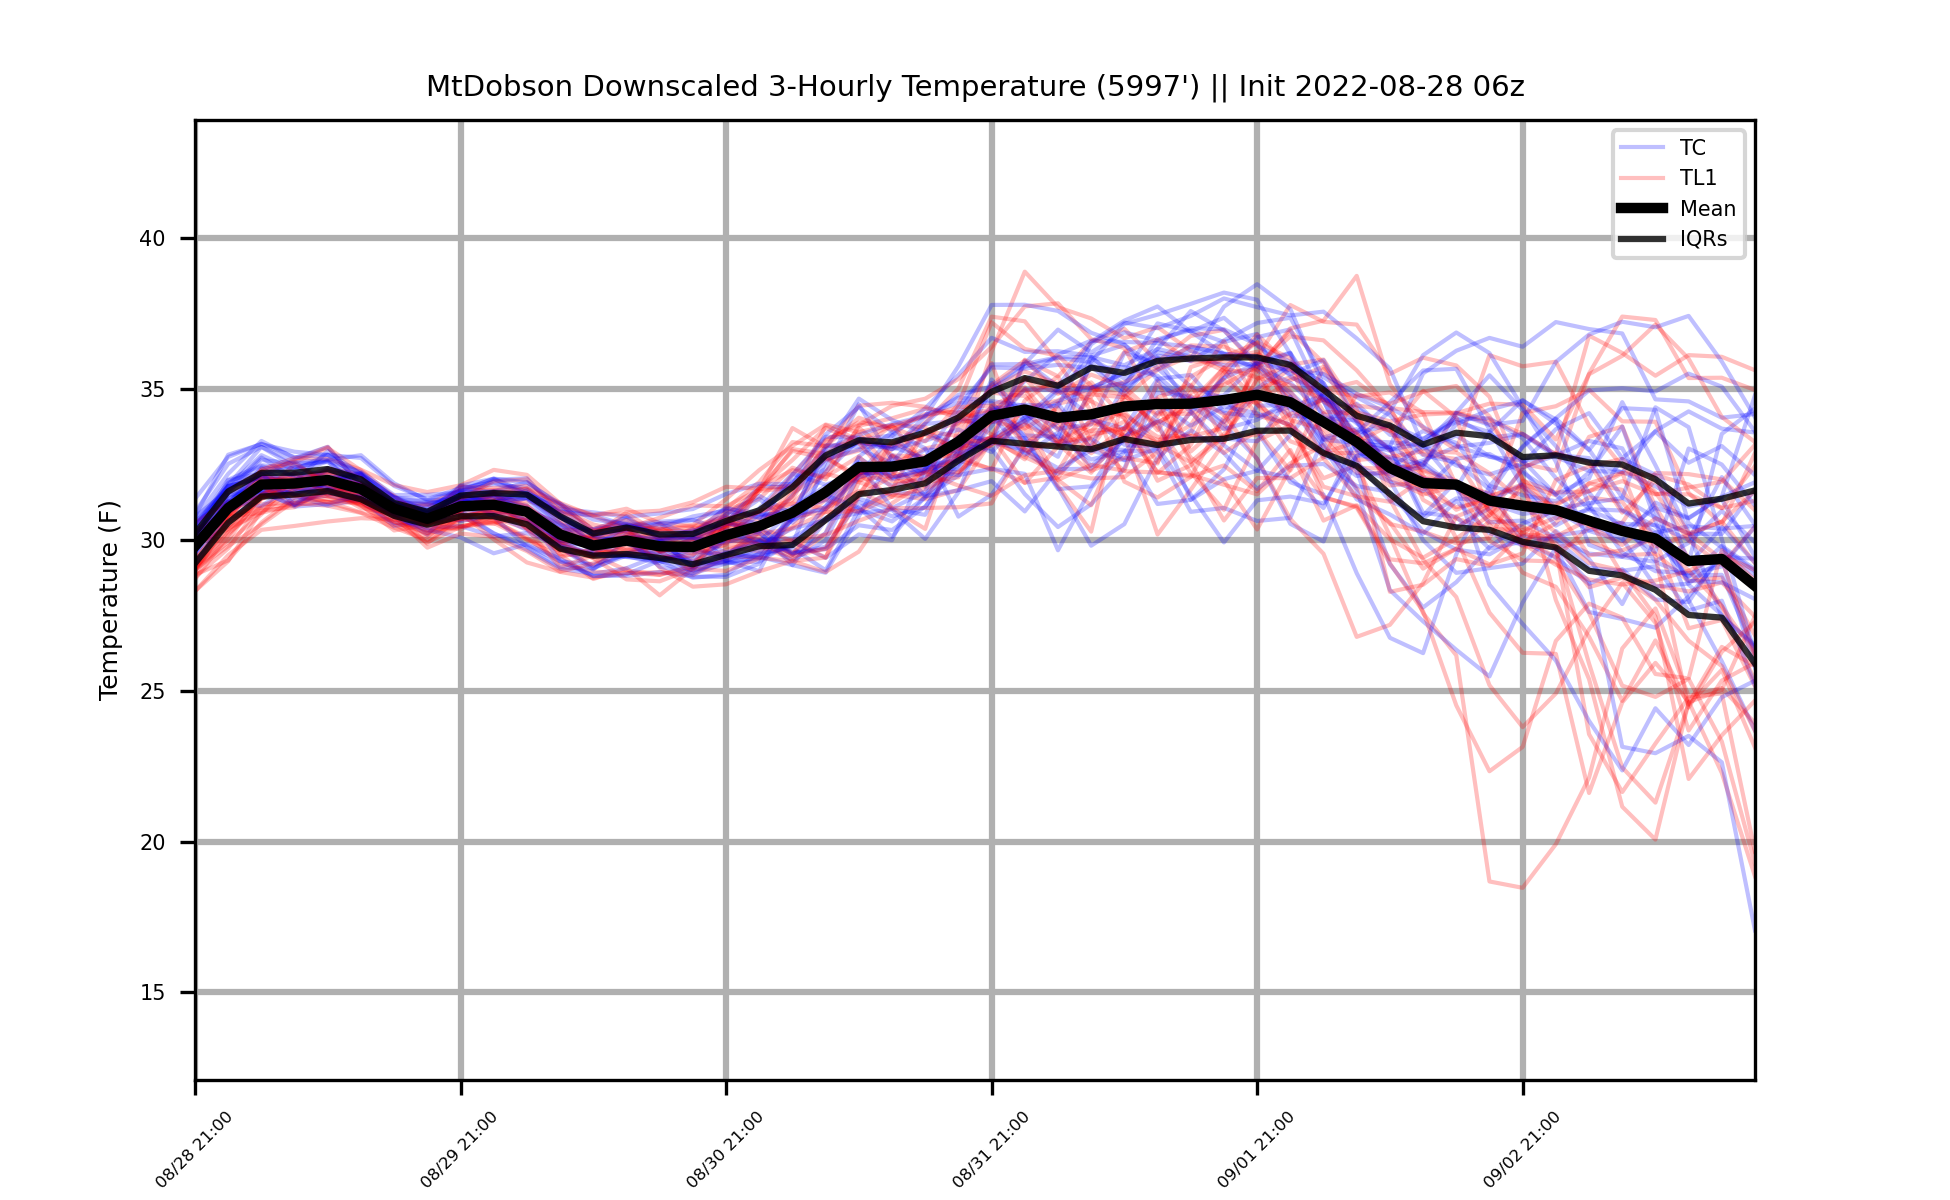 MtDobson Downscaled 3-Hourly Temperature (5997') || Init 2022-08-28 06z
TC
TL1
Mean
IQRs
Temperature (F)
40
35
30
25
20
15
08/28 21:00
08/29 21:00
08/30 21:00
08/31 21:00
09/01 21:00
09/02 21:00